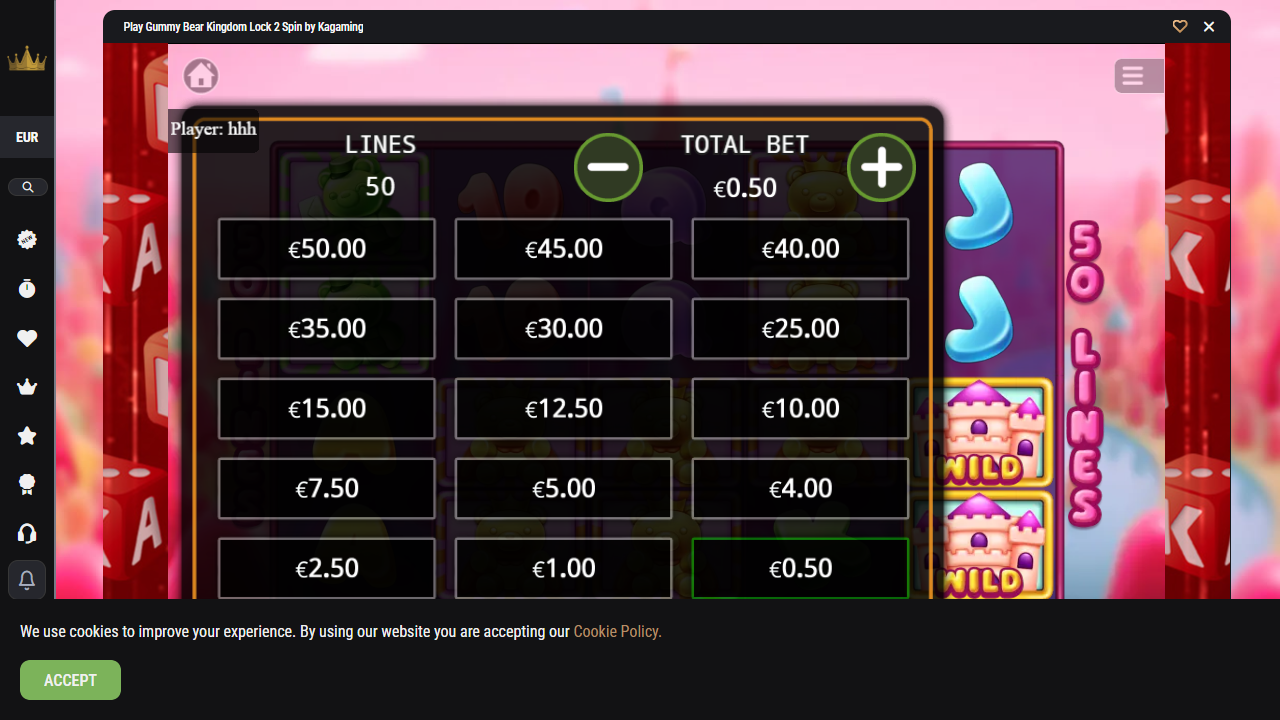 Play Gummy Bear Kingdom Lock 2 Spin by Kagaming
EUR
NEW
Player: hhh
LINES
50
TOTAL BET
€0.50
€50.00 €45.00 €40.00
€35.00 €30.00 €25.00
€15.00 €12.50 €10.00
€7.50 €5.00 €4.00
€2.50 €1.00 €0.50
10
J
J
WILD
WILD
50 LINES
K
A
K
A
K
K
We use cookies to improve your experience. By using our website you are accepting our Cookie Policy.
ACCEPT